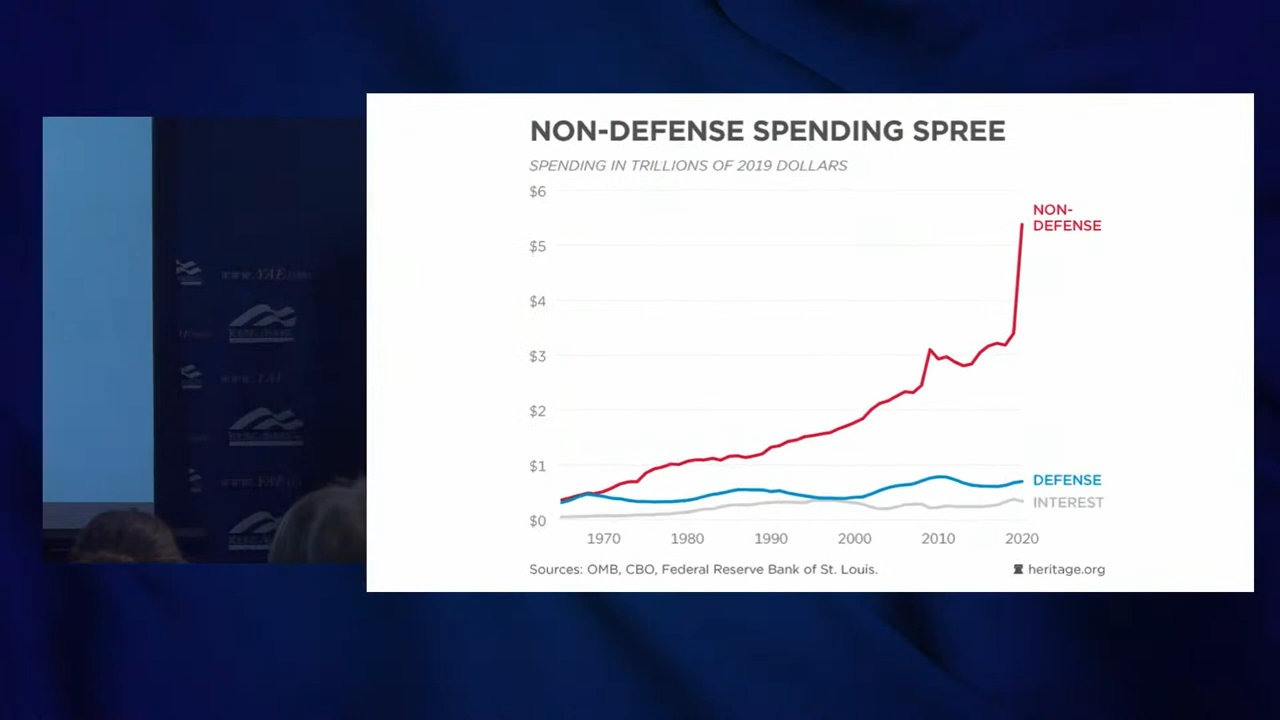 NON-DEFENSE SPENDING SPREE
SPENDING IN TRILLIONS OF 2019 DOLLARS
$6
$5
$4
$3
$2
$1
$0
NON-
DEFENSE
DEFENSE
INTEREST
1970 1980 1990 2000 2010 2020
Sources: OMB, CBO, Federal Reserve Bank of St. Louis.
heritage.org